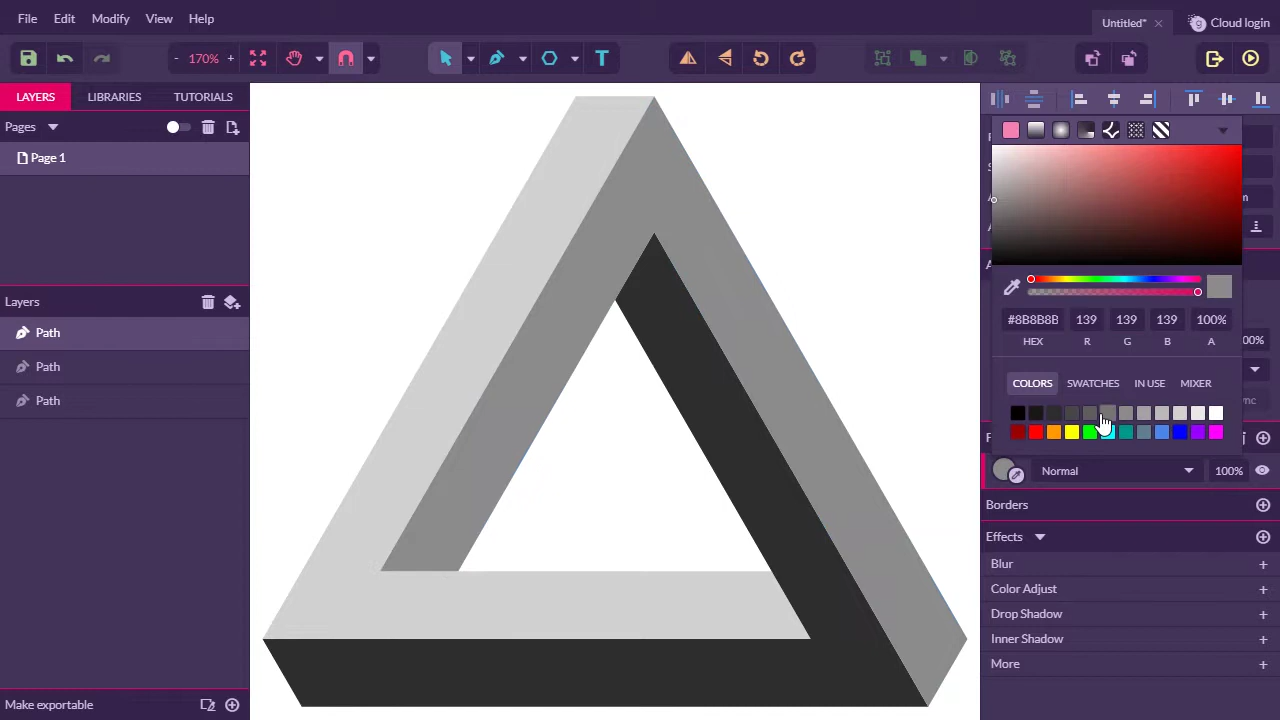 File Edit Modify View Help
Untitled*
Cloud login
- 170% +
T
LAYERS LIBRARIES TUTORIALS
Pages
Page 1
Layers
Path
Path
Path
Make exportable
#8B8B8B 139 139 139 100%
HEX R G B A
00%
COLORS SWATCHES IN USE MIXER
Normal 100%
Borders
Effects
Blur
Color Adjust
Drop Shadow
Inner Shadow
More